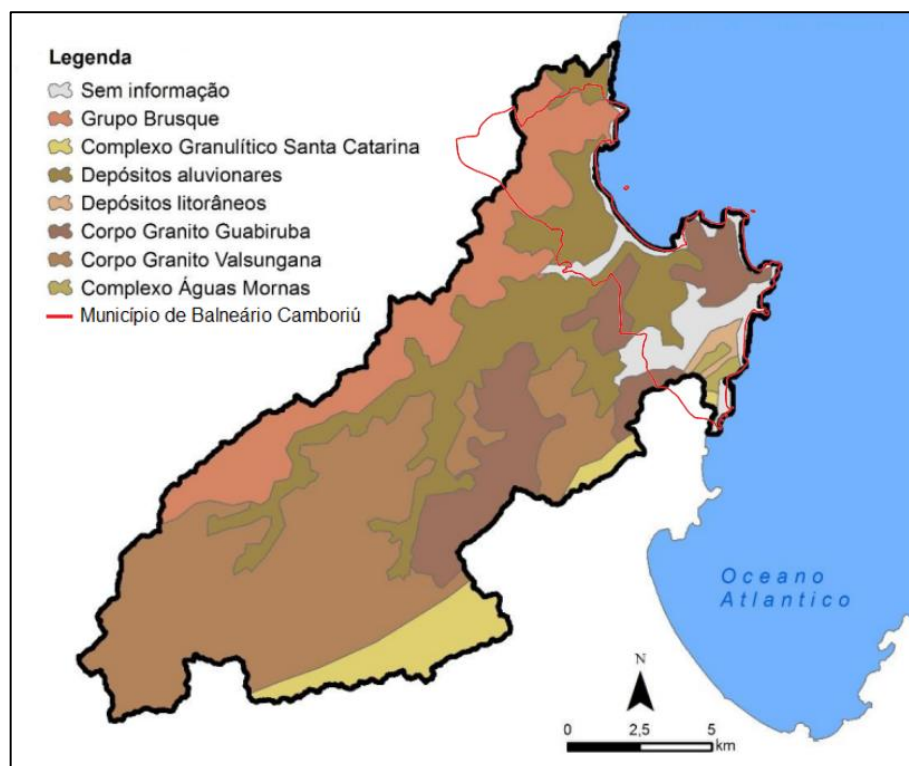 Legenda
Sem informação
Grupo Brusque
Complexo Granulítico Santa Catarina
Depósitos aluvionares
Depósitos litorâneos
Corpo Granito Guabiruba
Corpo Granito Valsungana
Complexo Águas Mornas
Município de Balneário Camboriú
Oceano
Atlantico
N
0 2,5 5
km